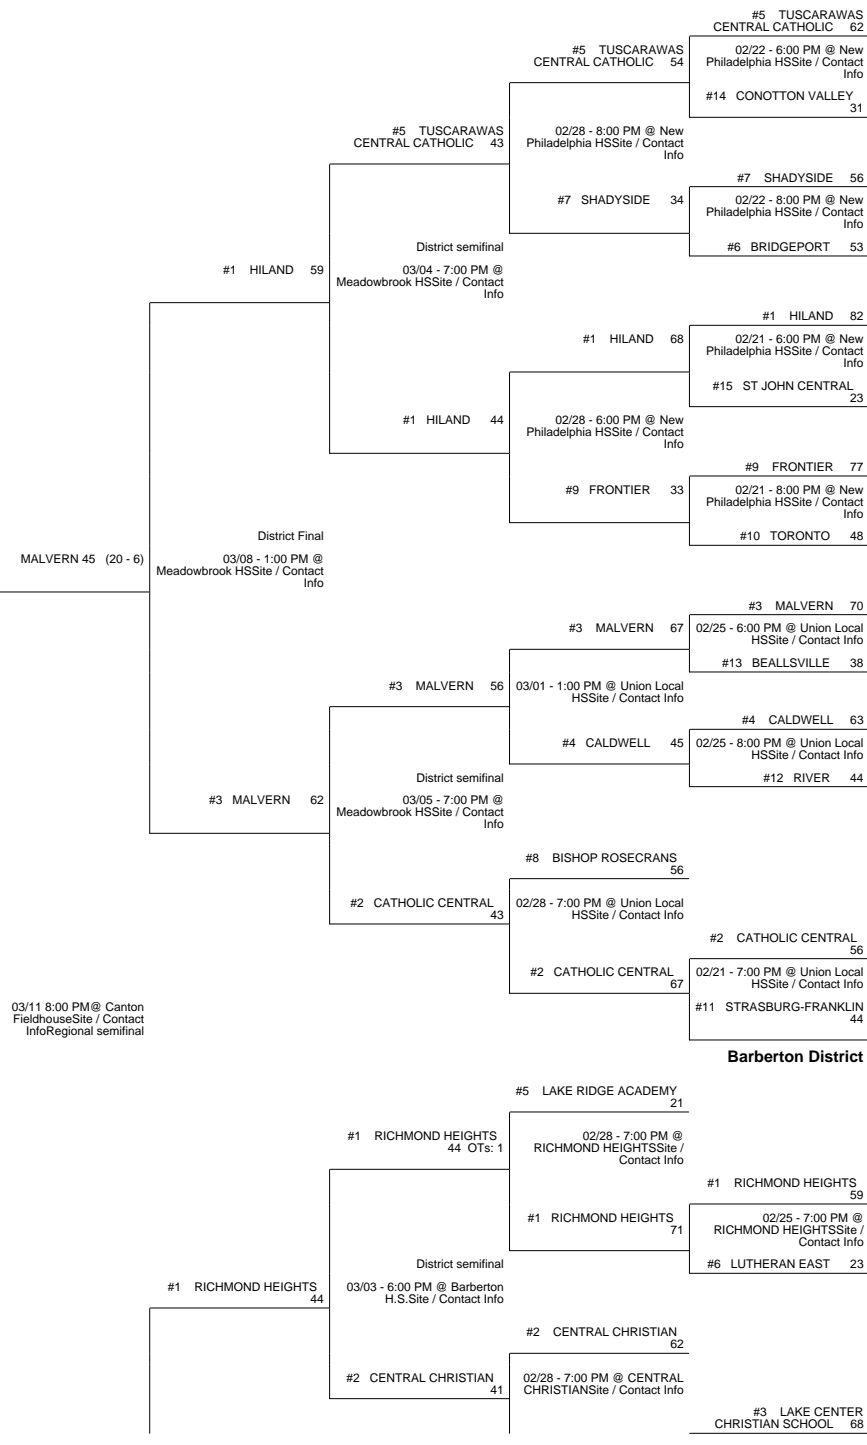 #5 TUSCARAWAS
CENTRAL CATHOLIC 62
02/22 - 6:00 PM @ New
Philadelphia HSSite / Contact
Info
#14 CONOTTON VALLEY
31
#5 TUSCARAWAS
CENTRAL CATHOLIC 54
02/28 - 8:00 PM @ New
Philadelphia HSSite / Contact
Info
#7 SHADYSIDE 56
02/22 - 8:00 PM @ New
Philadelphia HSSite / Contact
Info
#6 BRIDGEPORT 53
#7 SHADYSIDE 34
#5 TUSCARAWAS
CENTRAL CATHOLIC 43
District semifinal
03/04 - 7:00 PM @
Meadowbrook HSSite / Contact
Info
#1 HILAND 59
#1 HILAND 82
02/21 - 6:00 PM @ New
Philadelphia HSSite / Contact
Info
#15 ST JOHN CENTRAL
23
#1 HILAND 68
#1 HILAND 44
02/28 - 6:00 PM @ New
Philadelphia HSSite / Contact
Info
#9 FRONTIER 77
02/21 - 8:00 PM @ New
Philadelphia HSSite / Contact
Info
#10 TORONTO 48
#9 FRONTIER 33
District Final
03/08 - 1:00 PM @
Meadowbrook HSSite / Contact
Info
MALVERN 45 (20 - 6)
#3 MALVERN 70
02/25 - 6:00 PM @ Union Local
HSSite / Contact Info
#13 BEALLSVILLE 38
#3 MALVERN 67
#3 MALVERN 56
03/01 - 1:00 PM @ Union Local
HSSite / Contact Info
#4 CALDWELL 63
02/25 - 8:00 PM @ Union Local
HSSite / Contact Info
#12 RIVER 44
#4 CALDWELL 45
District semifinal
03/05 - 7:00 PM @
Meadowbrook HSSite / Contact
Info
#3 MALVERN 62
#8 BISHOP ROSECRANS
56
#2 CATHOLIC CENTRAL
43
02/28 - 7:00 PM @ Union Local
HSSite / Contact Info
#2 CATHOLIC CENTRAL
56
02/21 - 7:00 PM @ Union Local
HSSite / Contact Info
#11 STRASBURG-FRANKLIN
44
#2 CATHOLIC CENTRAL
67
03/11 8:00 PM@ Canton
FieldhouseSite / Contact
InfoRegional semifinal
Barberton District
#5 LAKE RIDGE ACADEMY
21
#1 RICHMOND HEIGHTS
44 OTs: 1
02/28 - 7:00 PM @
RICHMOND HEIGHTSSite /
Contact Info
#1 RICHMOND HEIGHTS
59
02/25 - 7:00 PM @
RICHMOND HEIGHTSSite /
Contact Info
#6 LUTHERAN EAST 23
#1 RICHMOND HEIGHTS
71
District semifinal
03/03 - 6:00 PM @ Barberton
H.S.Site / Contact Info
#1 RICHMOND HEIGHTS
44
#2 CENTRAL CHRISTIAN
62
#2 CENTRAL CHRISTIAN
41
02/28 - 7:00 PM @ CENTRAL
CHRISTIANSite / Contact Info
#3 LAKE CENTER
CHRISTIAN SCHOOL 68